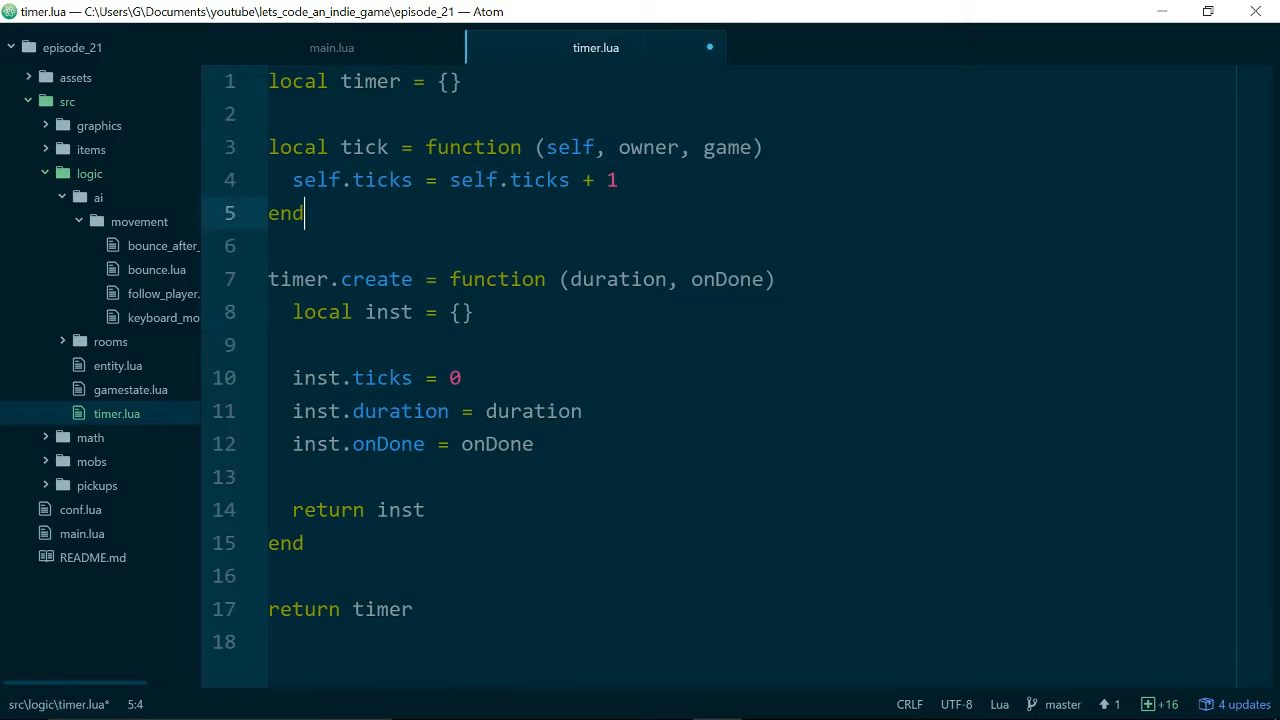 timer.lua — C:\Users\G\Documents\youtube\lets_code_an_indie_game\episode_21 — Atom
episode_21
assets
src
graphics
items
logic
ai
movement
bounce_after_
bounce.lua
follow_player.
keyboard_mo
rooms
entity.lua
gamestate.lua
timer.lua
math
mobs
pickups
conf.lua
main.lua
README.md
main.lua
timer.lua
1 local timer = {}
2
3 local tick = function (self, owner, game)
4 self.ticks = self.ticks + 1
5 end
6
7 timer.create = function (duration, onDone)
8 local inst = {}
9
10 inst.ticks = 0
11 inst.duration = duration
12 inst.onDone = onDone
13
14 return inst
15 end
16
17 return timer
18
src\logic\timer.lua* 5:4 CRLF UTF-8 Lua master 1 +16 4 updates